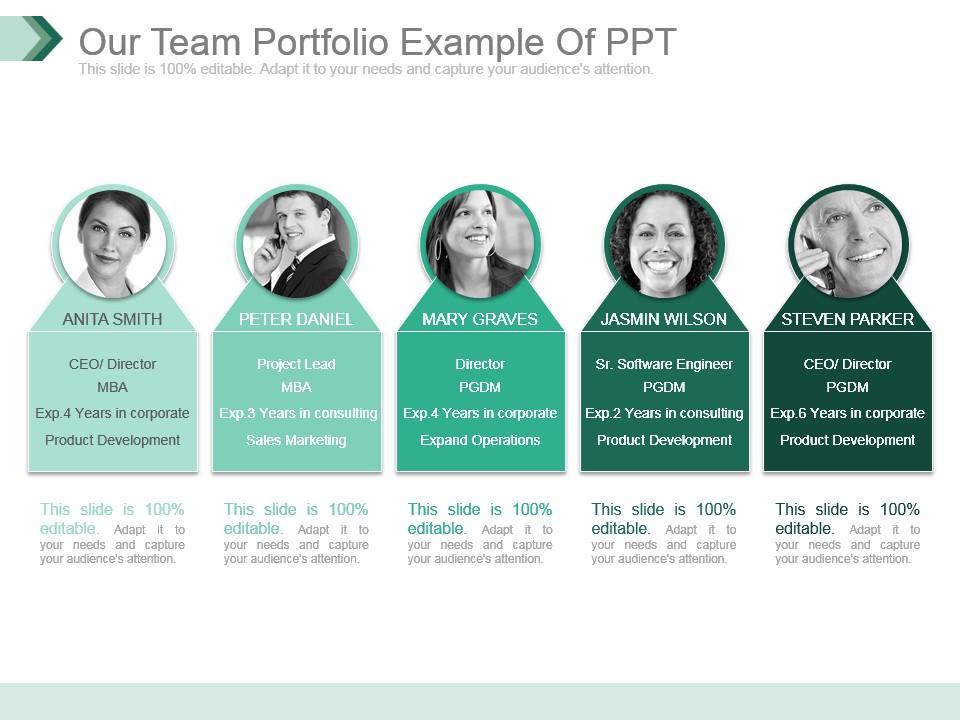 Our Team Portfolio Example Of PPT
This slide is 100% editable. Adapt it to your needs and capture your audience's attention.
ANITA SMITH
CEO/ Director
MBA
Exp.4 Years in corporate
Product Development
This slide is 100%
editable. Adapt it to
your needs and capture
your audience's attention.
PETER DANIEL
Project Lead
MBA
Exp.3 Years in consulting
Sales Marketing
This slide is 100%
editable. Adapt it to
your needs and capture
your audience's attention.
MARY GRAVES
Director
PGDM
Exp.4 Years in corporate
Expand Operations
This slide is 100%
editable. Adapt it to
your needs and capture
your audience's attention.
JASMIN WILSON
Sr. Software Engineer
PGDM
Exp.2 Years in consulting
Product Development
This slide is 100%
editable. Adapt it to
your needs and capture
your audience's attention.
STEVEN PARKER
CEO/ Director
PGDM
Exp.6 Years in corporate
Product Development
This slide is 100%
editable. Adapt it to
your needs and capture
your audience's attention.